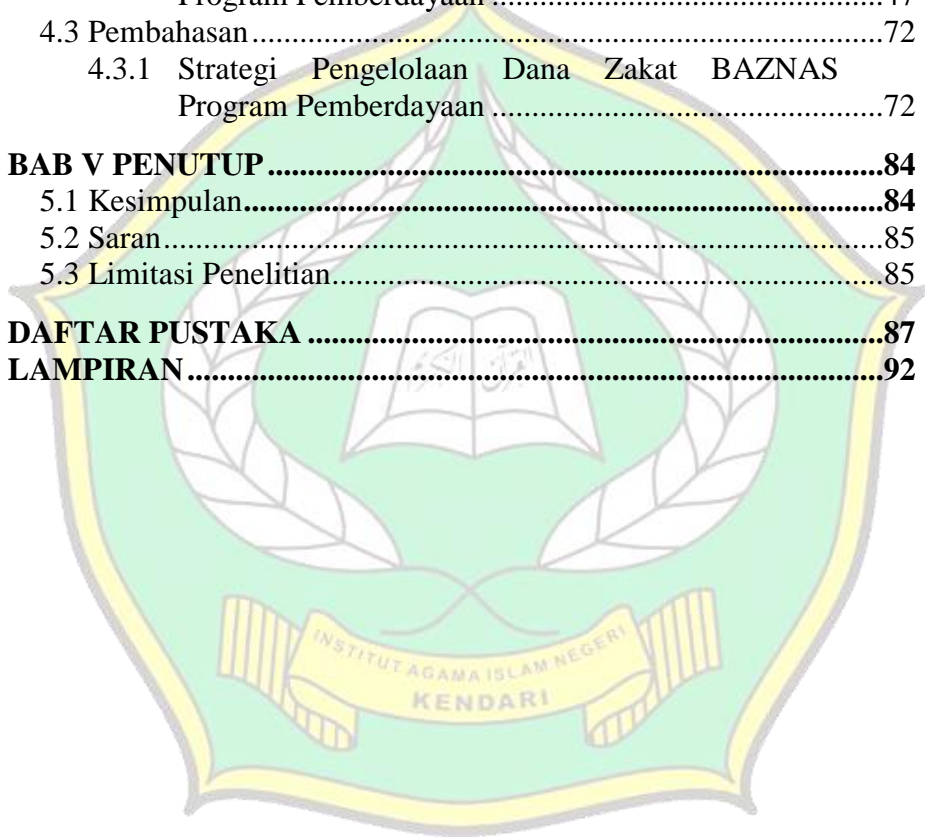 4.3 Pembahasan ........................................................................72
4.3.1 Strategi Pengelolaan Dana Zakat BAZNAS
Program Pemberdayaan .................................................72
BAB V PENUTUP .............................................................................84
5.1 Kesimpulan.................................................................................84
5.2 Saran..........................................................................................85
5.3 Limitasi Penelitian.......................................................................85
DAFTAR PUSTAKA ........................................................................87
LAMPIRAN.......................................................................................92
INSTITUT AGAMA ISLAM NEGERI
KENDARI